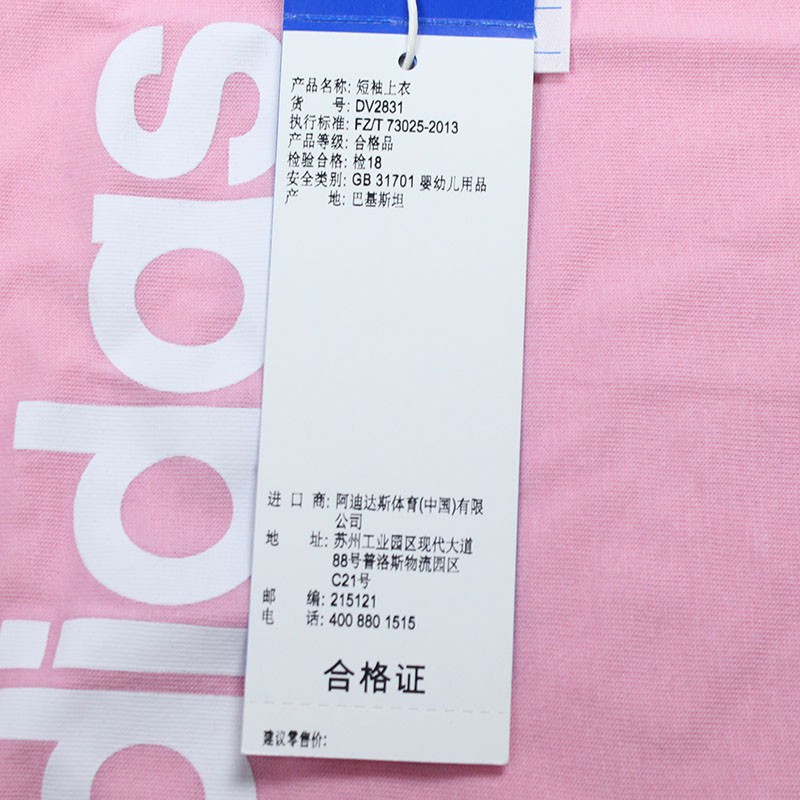 产品名称: 短袖上衣
货 号: DV2831
执行标准: FZ/T 73025-2013
产品等级: 合格品
检验合格: 检18
安全类别: GB 31701 婴幼儿用品
产 地: 巴基斯坦
进 口 商: 阿迪达斯体育(中国)有限
公司
地 址: 苏州工业园区现代大道
88号普洛斯物流园区
C21号
邮 编: 215121
电 话: 400 880 1515
合格证
建议零售价:
didas